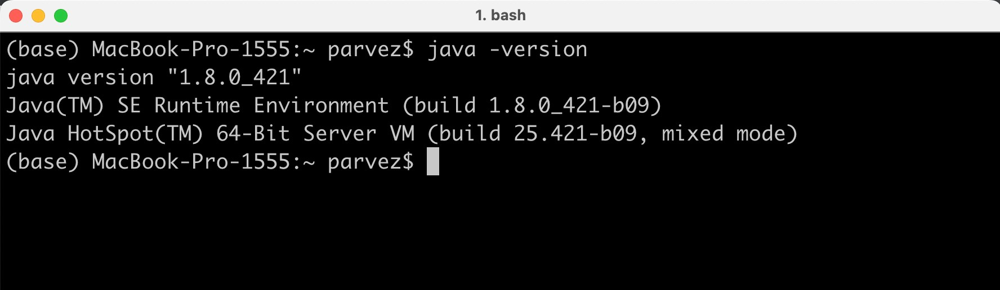 1. bash
(base) MacBook-Pro-1555:~ parvez$ java -version
java version "1.8.0_421"
Java(TM) SE Runtime Environment (build 1.8.0_421-b09)
Java HotSpot(TM) 64-Bit Server VM (build 25.421-b09, mixed mode)
(base) MacBook-Pro-1555:~ parvez$